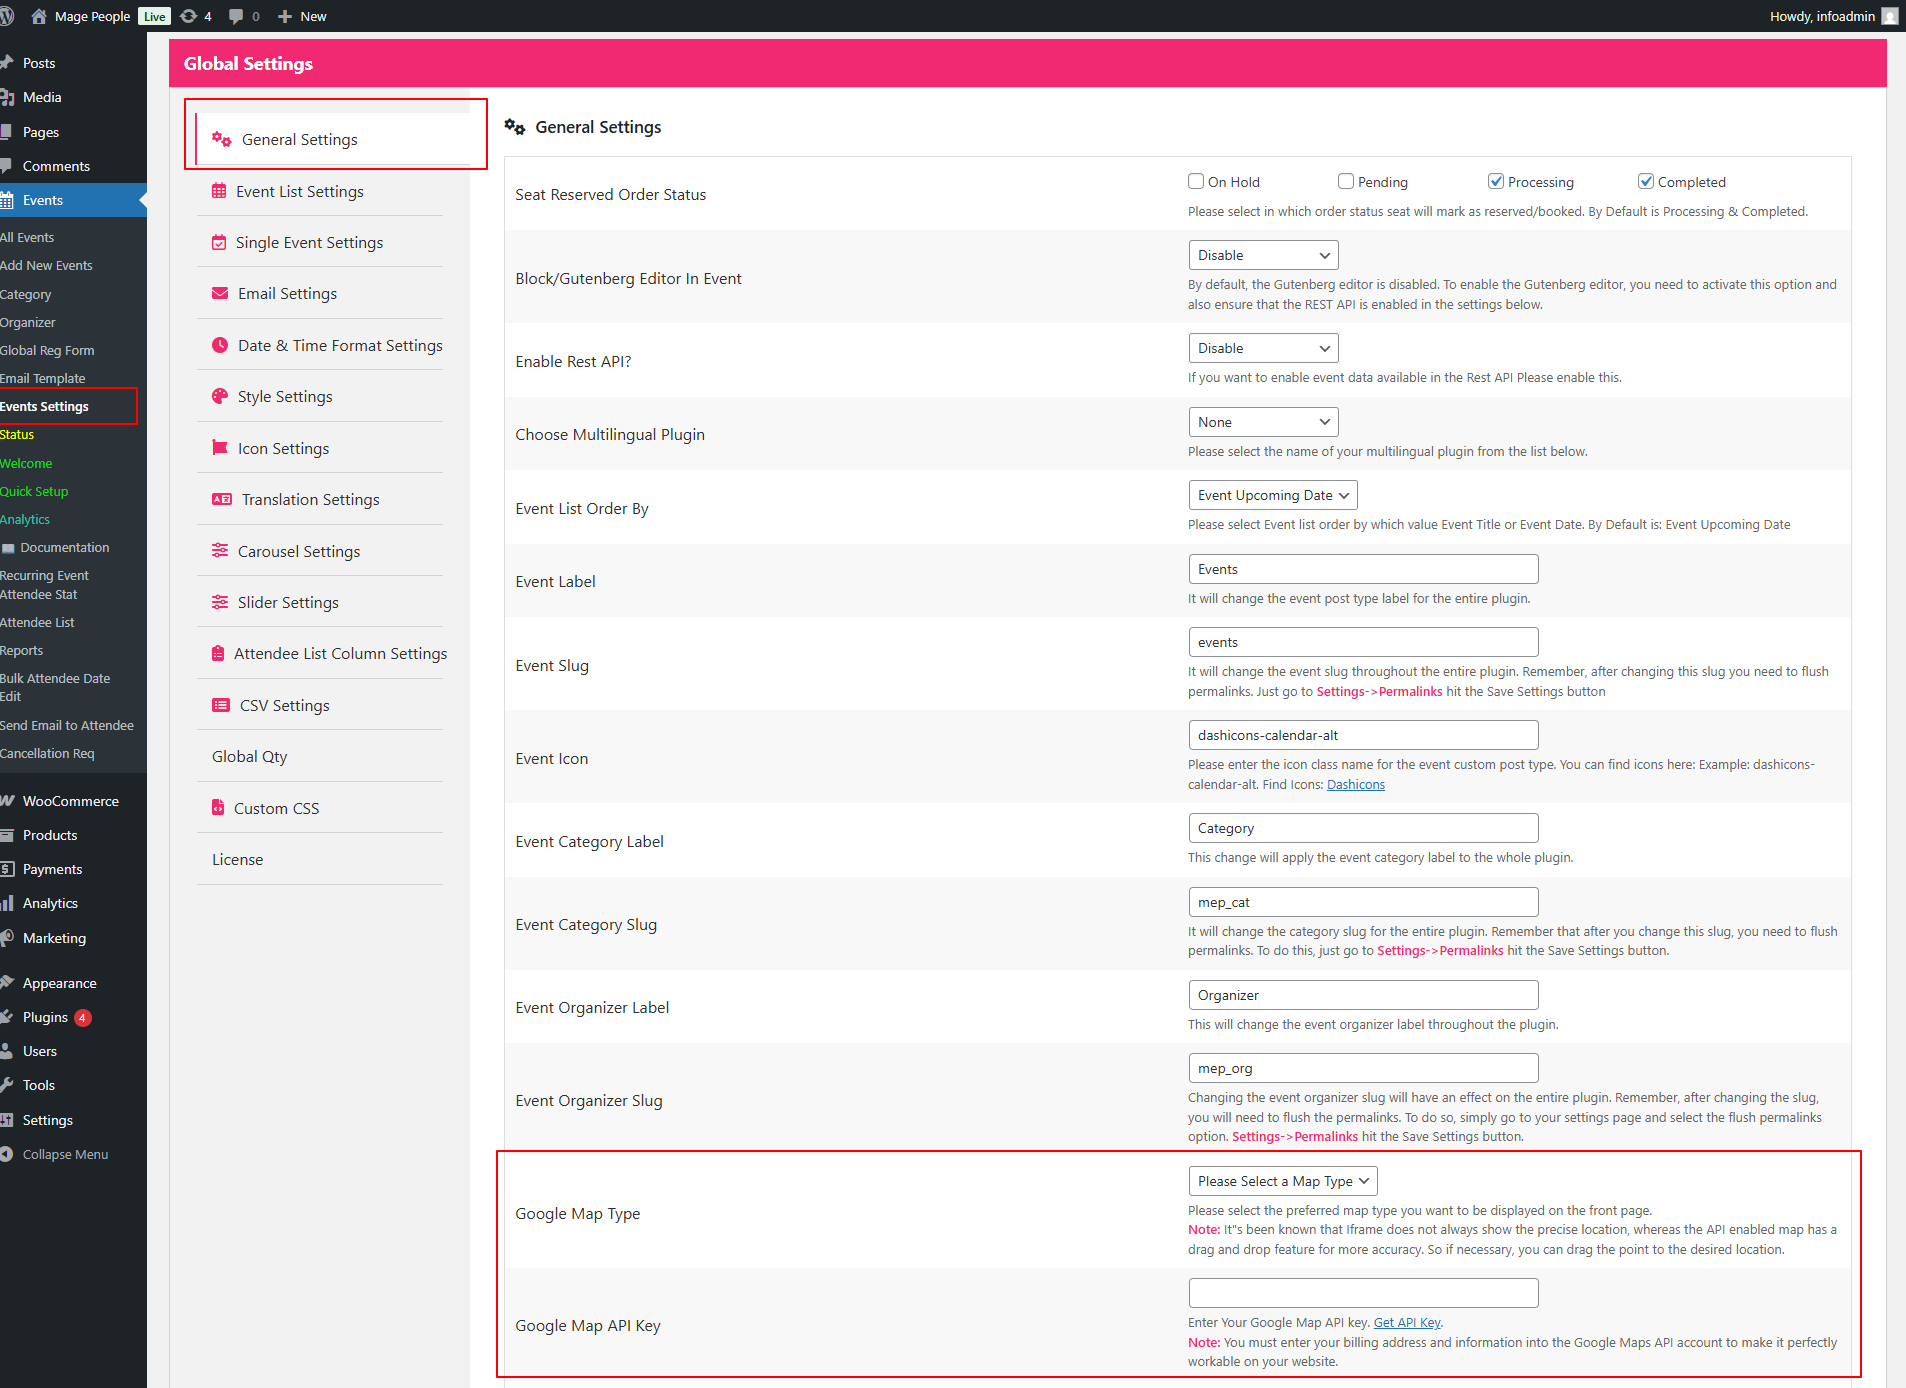 Mage People Live 4 0 New
Howdy, infoadmin
Posts
Media
Pages
Comments
Events
All Events
Add New Events
Category
Organizer
Global Reg Form
Email Template
Events Settings
Status
Welcome
Quick Setup
Analytics
Documentation
Recurring Event
Attendee Stat
Attendee List
Reports
Bulk Attendee Date
Edit
Send Email to Attendee
Cancellation Req
WooCommerce
Products
Payments
Analytics
Marketing
Appearance
Plugins 4
Users
Tools
Settings
Collapse Menu
Global Settings
General Settings
Event List Settings
Single Event Settings
Email Settings
Date & Time Format Settings
Style Settings
Icon Settings
Translation Settings
Carousel Settings
Slider Settings
Attendee List Column Settings
CSV Settings
Global Qty
Custom CSS
License
General Settings
Seat Reserved Order Status
On Hold Pending Processing Completed
Please select in which order status seat will mark as reserved/booked. By Default is Processing & Completed.
Block/Gutenberg Editor In Event
Disable
By default, the Gutenberg editor is disabled. To enable the Gutenberg editor, you need to activate this option and
also ensure that the REST API is enabled in the settings below.
Enable Rest API?
Disable
If you want to enable event data available in the Rest API Please enable this.
Choose Multilingual Plugin
None
Please select the name of your multilingual plugin from the list below.
Event List Order By
Event Upcoming Date
Please select Event list order by which value Event Title or Event Date. By Default is: Event Upcoming Date
Event Label
Events
It will change the event post type label for the entire plugin.
Event Slug
events
It will change the event slug throughout the entire plugin. Remember, after changing this slug you need to flush
permalinks. Just go to Settings->Permalinks hit the Save Settings button
Event Icon
dashicons-calendar-alt
Please enter the icon class name for the event custom post type. You can find icons here: Example: dashicons-
calendar-alt. Find Icons: Dashicons
Event Category Label
Category
This change will apply the event category label to the whole plugin.
Event Category Slug
mep_cat
It will change the category slug for the entire plugin. Remember that after you change this slug, you need to flush
permalinks. To do this, just go to Settings->Permalinks hit the Save Settings button.
Event Organizer Label
Organizer
This will change the event organizer label throughout the plugin.
Event Organizer Slug
mep_org
Changing the event organizer slug will have an effect on the entire plugin. Remember, after changing the slug,
you will need to flush the permalinks. To do so, simply go to your settings page and select the flush permalinks
option. Settings->Permalinks hit the Save Settings button.
Google Map Type
Please Select a Map Type
Please select the preferred map type you want to be displayed on the front page.
Note: It"s been known that Iframe does not always show the precise location, whereas the API enabled map has a
drag and drop feature for more accuracy. So if necessary, you can drag the point to the desired location.
Google Map API Key
Enter Your Google Map API key. Get API Key.
Note: You must enter your billing address and information into the Google Maps API account to make it perfectly
workable on your website.